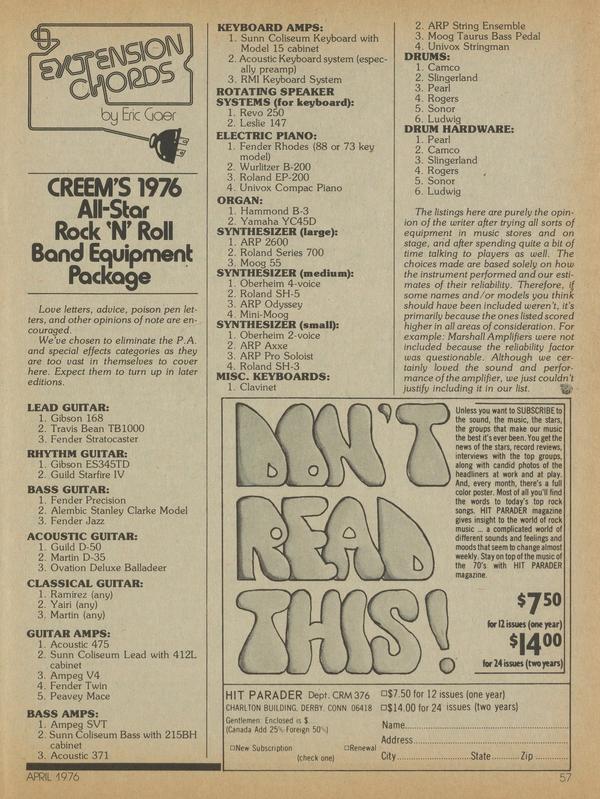 EXTENSION
CHORDS
by Eric Gaer
CREEM'S 1976
All-Star
Rock 'N' Roll
Band Equipment
Package
Love letters, advice, poison pen let-
ters, and other opinions of note are en-
couraged.
We've chosen to eliminate the P.A.
and special effects categories as they
are too vast in themselves to cover
here. Expect them to turn up in later
editions.
LEAD GUITAR:
1. Gibson 168
2. Travis Bean TB1000
3. Fender Stratocaster
RHYTHM GUITAR:
1. Gibson ES345TD
2. Guild Starfire IV
BASS GUITAR:
1. Fender Precision
2. Alembic Stanley Clarke Model
3. Fender Jazz
ACOUSTIC GUITAR:
1. Guild D-50
2. Martin D-35
3. Ovation Deluxe Balladeer
CLASSICAL GUITAR:
1. Ramirez (any)
2. Yairi (any)
3. Martin (any)
GUITAR AMPS:
1. Acoustic 475
2. Sunn Coliseum Lead with 412L
cabinet
3. Ampeg V4
4. Fender Twin
5. Peavey Mace
BASS AMPS:
1. Ampeg SVT
2. Sunn Coliseum Bass with 215BH
cabinet
3. Acoustic 371
KEYBOARD AMPS:
1. Sunn Coliseum Keyboard with
Model 15 cabinet
2. Acoustic Keyboard system (espec-
ially preamp)
3. RMI Keyboard System
ROTATING SPEAKER
SYSTEMS (for keyboard):
1. Revo 250
2. Leslie 147
ELECTRIC PIANO:
1. Fender Rhodes (88 or 73 key
model)
2. Wurlitzer B-200
3. Roland EP-200
4. Univox Compac Piano
ORGAN:
1. Hammond B-3
2. Yamaha YC45D
SYNTHESIZER (large):
1. ARP 2600
2. Roland Series 700
3. Moog 55
SYNTHESIZER (medium):
1. Oberheim 4-voice
2. Roland SH-5
3. ARP Odyssey
4. Mini-Moog
SYNTHESIZER (small):
1. Oberheim 2-voice
2. ARP Axxe
3. ARP Pro Soloist
4. Roland SH-3
MISC. KEYBOARDS:
1. Clavinet
2. ARP String Ensemble
3. Moog Taurus Bass Pedal
4. Univox Stringman
DRUMS:
1. Camco
2. Slingerland
3. Pearl
4. Rogers
5. Sonor
6. Ludwig
DRUM HARDWARE:
1. Pearl
2. Camco
3. Slingerland
4. Rogers
5. Sonor
6. Ludwig
The listings here are purely the opin-
ion of the writer after trying all sorts of
equipment in music stores and on
stage, and after spending quite a bit of
time talking to players as well. The
choices made are based solely on how
the instrument performed and our esti-
mates of their reliability. Therefore, if
some names and/or models you think
should have been included weren't, it's
primarily because the ones listed scored
higher in all areas of consideration. For
example: Marshall Amplifiers were not
included because the reliability factor
was questionable. Although we cer-
tainly loved the sound and perfor-
mance of the amplifier, we just couldn't
justify including it in our list.
DON'T
READ
THIS!
Unless you want to SUBSCRIBE to
the sound, the music, the stars,
the groups that make our music
the best it's ever been. You get the
news of the stars, record reviews,
interviews with the top groups,
along with candid photos of the
headliners at work and at play.
And, every month, there's a full
color poster. Most of all you'll find
the words to today's top rock
songs. HIT PARADER magazine
gives insight to the world of rock
music ... a complicated world of
different sounds and feelings and
moods that seem to change almost
weekly. Stay on top of the music of
the 70's with HIT PARADER
magazine.
$7.50
for 12 issues (one year)
$14.00
for 24 issues (two years)
HIT PARADER Dept. CRM 376
CHARLTON BUILDING, DERBY, CONN 06418
Gentlemen: Enclosed is $
(Canada Add 25% Foreign 50%)
□New Subscription □Renewal
(check one)
□$7.50 for 12 issues (one year)
□$14.00 for 24 issues (two years)
Name
Address
City State Zip
APRIL 1976
57